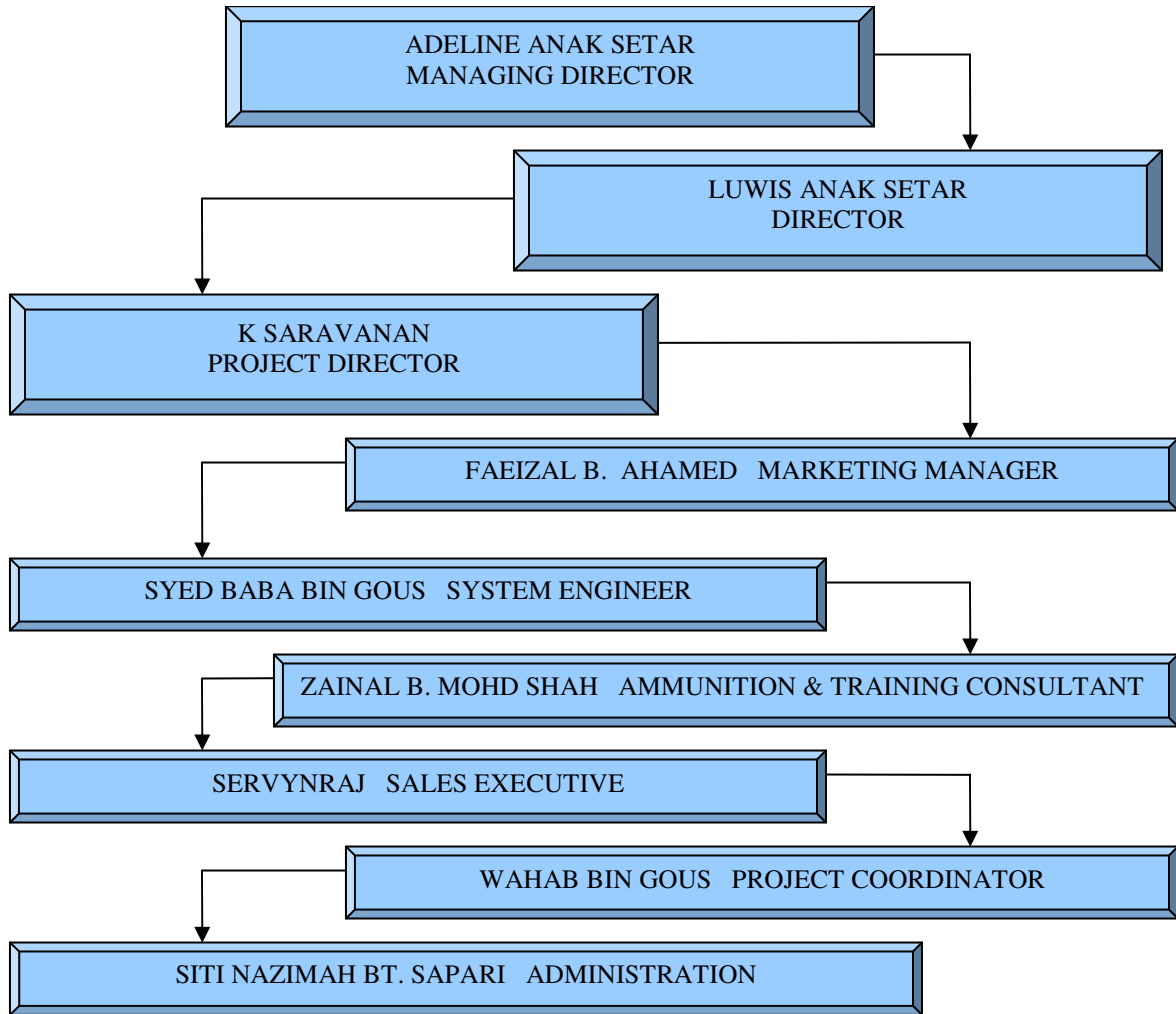 ADELINE ANAK SETAR
MANAGING DIRECTOR
LUWIS ANAK SETAR
DIRECTOR
K SARAVANAN
PROJECT DIRECTOR
FAEIZAL B. AHAMED MARKETING MANAGER
SYED BABA BIN GOUS SYSTEM ENGINEER
ZAINAL B. MOHD SHAH AMMUNITION & TRAINING CONSULTANT
SERVYNRAJ SALES EXECUTIVE
WAHAB BIN GOUS PROJECT COORDINATOR
SITI NAZIMAH BT. SAPARI ADMINISTRATION